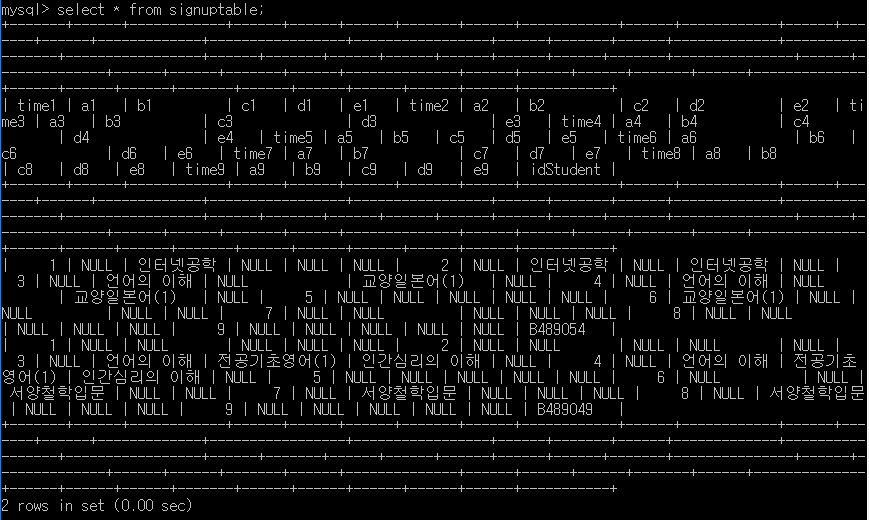 mysql> select * from signuptable;
| time1 | a1   | b1         | c1   | d1   | e1   | time2 | a2   | b2         | c2   | d2         | e2   | ti
me3 | a3   | b3           | c3             | d3             | e3   | time4 | a4   | b4           | c4
      | d4             | e4   | time5 | a5   | b5   | c5   | d5   | e5   | time6 | a6             | b6   |
c6           | d6   | e6   | time7 | a7   | b7           | c7   | d7   | e7   | time8 | a8   | b8
| c8   | d8   | e8   | time9 | a9   | b9   | c9   | d9   | e9   | idStudent |
|     1 | NULL | 인터넷공학 | NULL | NULL | NULL |     2 | NULL | 인터넷공학 | NULL | 인터넷공학 | NULL |
  3 | NULL | 언어의 이해 | NULL           | 교양일본어(1)  | NULL |     4 | NULL | 언어의 이해 | NULL
      | 교양일본어(1)  | NULL |     5 | NULL | NULL | NULL | NULL | NULL |     6 | 교양일본어(1) | NULL |
NULL         | NULL | NULL |     7 | NULL | NULL         | NULL | NULL | NULL |     8 | NULL | NULL
| NULL | NULL | NULL |     9 | NULL | NULL | NULL | NULL | NULL | B489054   |
|     1 | NULL | NULL       | NULL | NULL | NULL |     2 | NULL | NULL       | NULL | NULL       | NULL |
  3 | NULL | 언어의 이해 | 전공기초영어(1) | 인간심리의 이해 | NULL |     4 | NULL | 언어의 이해 | 전공기초
영어(1) | 인간심리의 이해 | NULL |     5 | NULL | NULL | NULL | NULL | NULL |     6 | NULL          | NULL |
서양철학입문 | NULL | NULL |     7 | NULL | 서양철학입문 | NULL | NULL | NULL |     8 | NULL | 서양철학입문
| NULL | NULL | NULL |     9 | NULL | NULL | NULL | NULL | NULL | B489049   |
2 rows in set (0.00 sec)